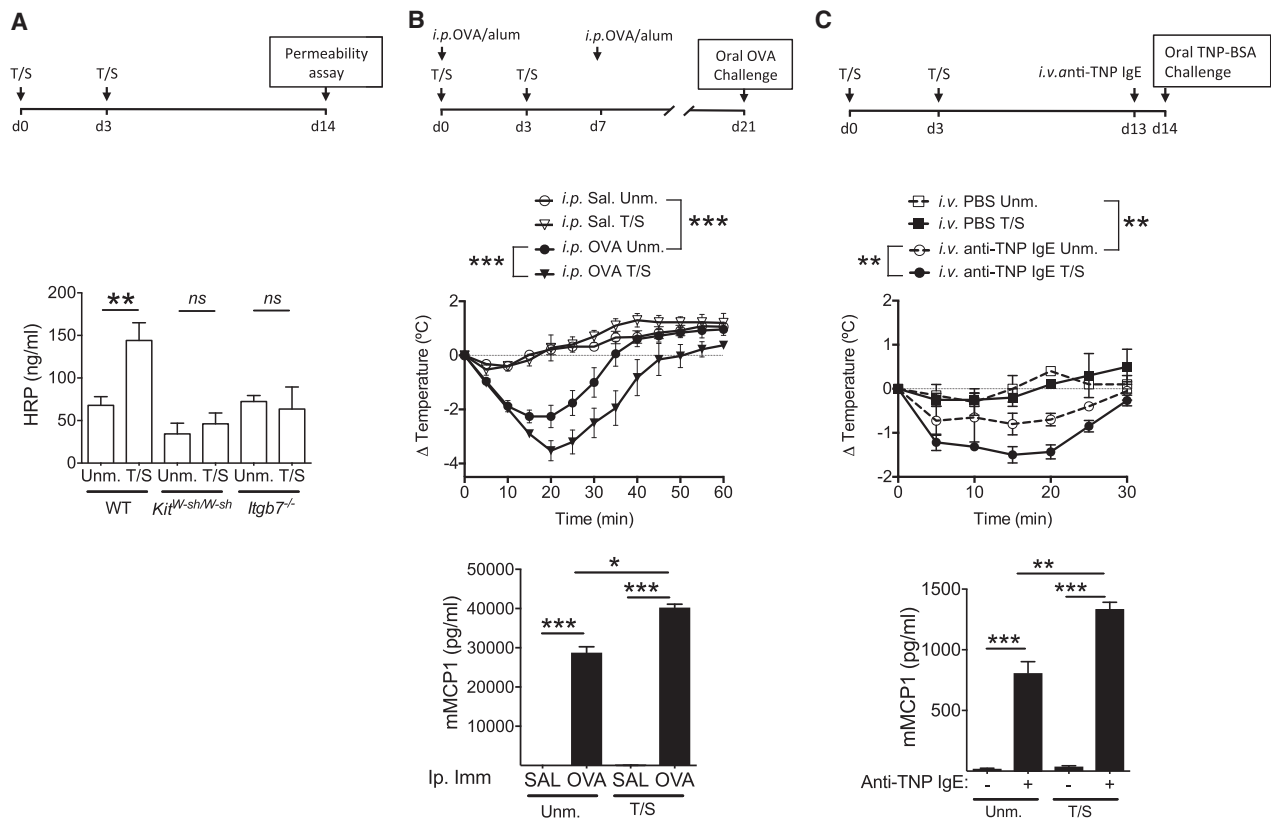 A
Permeability
assay
T/S T/S
d0 d3 d14
200
150
100
50
0
HRP (ng/ml)
** ns ns
Unm. T/S Unm. T/S Unm. T/S
WT KitW-sh/W-sh Itgb7-/-
B
i.p.OVA/alum i.p.OVA/alum
T/S T/S
Oral OVA
Challenge
d0 d3 d7 d21
i.p. Sal. Unm.
i.p. Sal. T/S
i.p. OVA Unm.
i.p. OVA T/S
***
***
2
0
-2
-4
Δ Temperature (ºC)
0 10 20 30 40 50 60
Time (min)
50000
40000
30000
20000
10000
mMCP1 (pg/ml)
*
***
***
Ip. Imm SAL OVA SAL OVA
Unm. T/S
C
T/S T/S i.v.anti-TNP IgE
Oral TNP-BSA
Challenge
d0 d3 d13 d14
i.v. PBS Unm.
i.v. PBS T/S
i.v. anti-TNP IgE Unm.
i.v. anti-TNP IgE T/S
**
**
2
1
0
-1
-2
Δ Temperature (ºC)
0 10 20 30
Time (min)
1500
1000
500
mMCP1 (pg/ml)
**
***
***
Anti-TNP IgE: - + - +
Unm. T/S